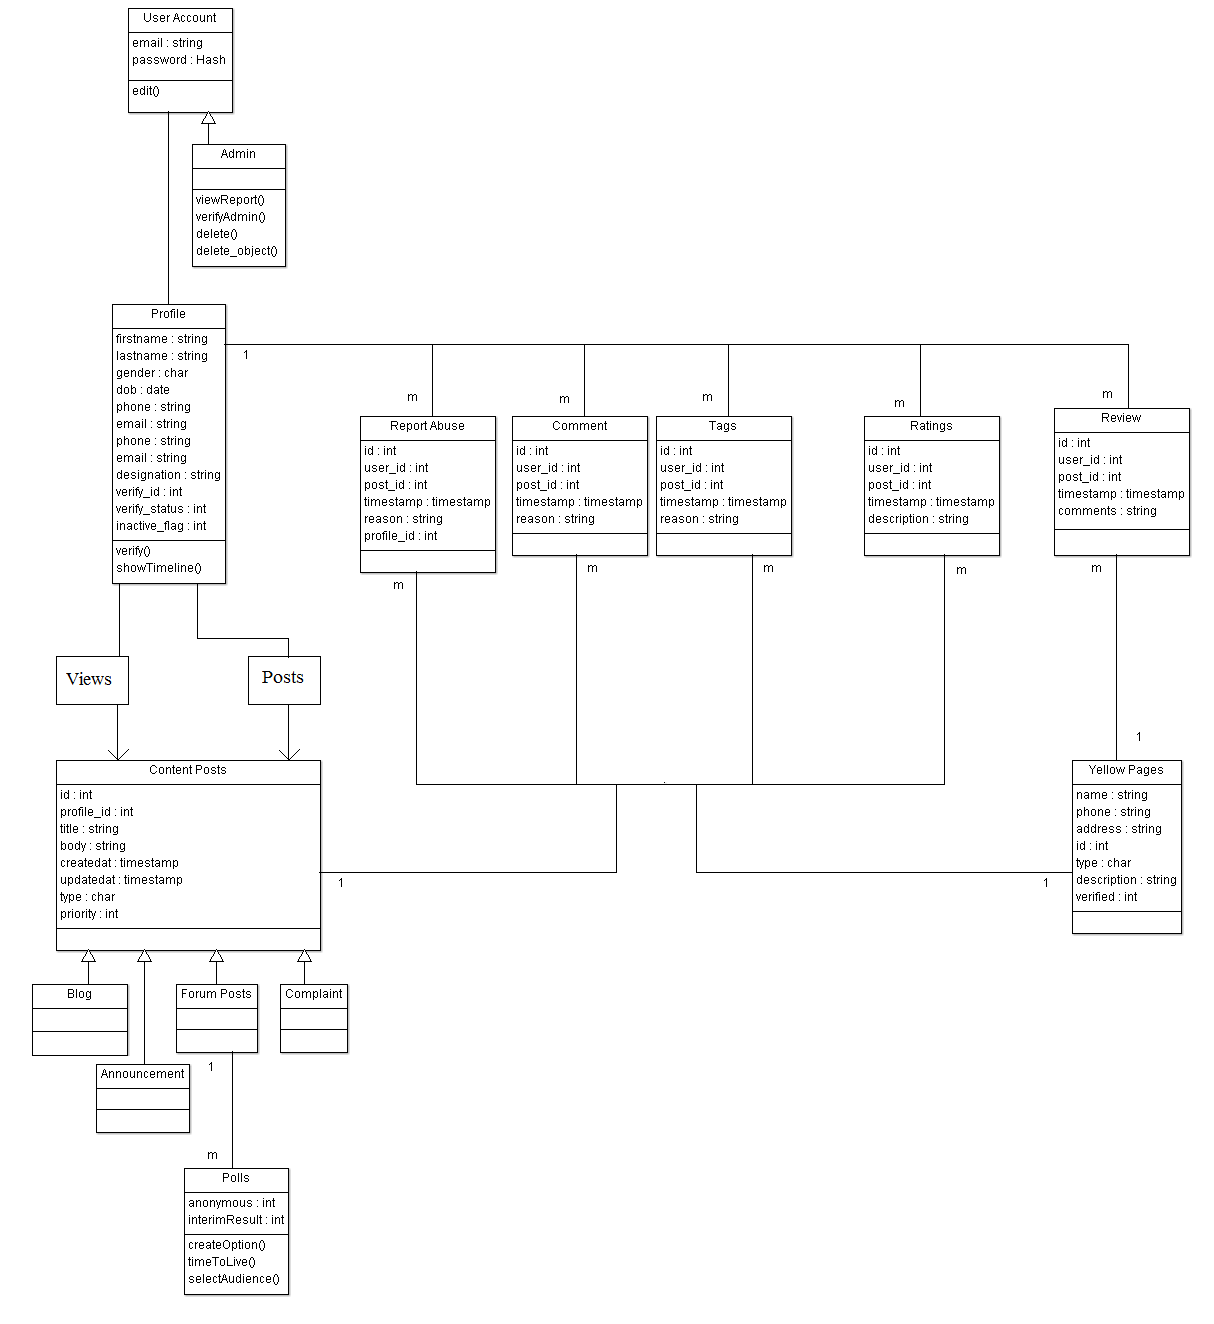 User Account
email : string
password : Hash
edit()
Admin
viewReport()
verifyAdmin()
delete()
delete_object()
Profile
firstname : string
lastname : string
gender : char
dob : date
phone : string
email : string
phone : string
email : string
designation : string
verify_id : int
verify_status : int
inactive_flag : int
verify()
showTimeline()
1
m
m
m
m
m
Report Abuse
id : int
user_id : int
post_id : int
timestamp : timestamp
reason : string
profile_id : int
m
Comment
id : int
user_id : int
post_id : int
timestamp : timestamp
reason : string
m
Tags
id : int
user_id : int
post_id : int
timestamp : timestamp
reason : string
m
Ratings
id : int
user_id : int
post_id : int
timestamp : timestamp
description : string
m
Review
id : int
user_id : int
post_id : int
timestamp : timestamp
comments : string
m
1
Views
Posts
Content Posts
id : int
profile_id : int
title : string
body : string
createdat : timestamp
updatedat : timestamp
type : char
priority : int
1
1
Yellow Pages
name : string
phone : string
address : string
id : int
type : char
description : string
verified : int
Blog
Forum Posts
Complaint
Announcement
1
m
Polls
anonymous : int
interimResult : int
createOption()
timeToLive()
selectAudience()